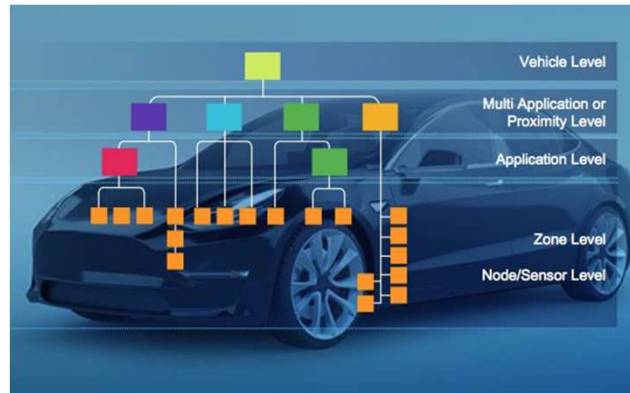 Vehicle Level
Multi Application or
Proximity Level
Application Level
Zone Level
Node/Sensor Level